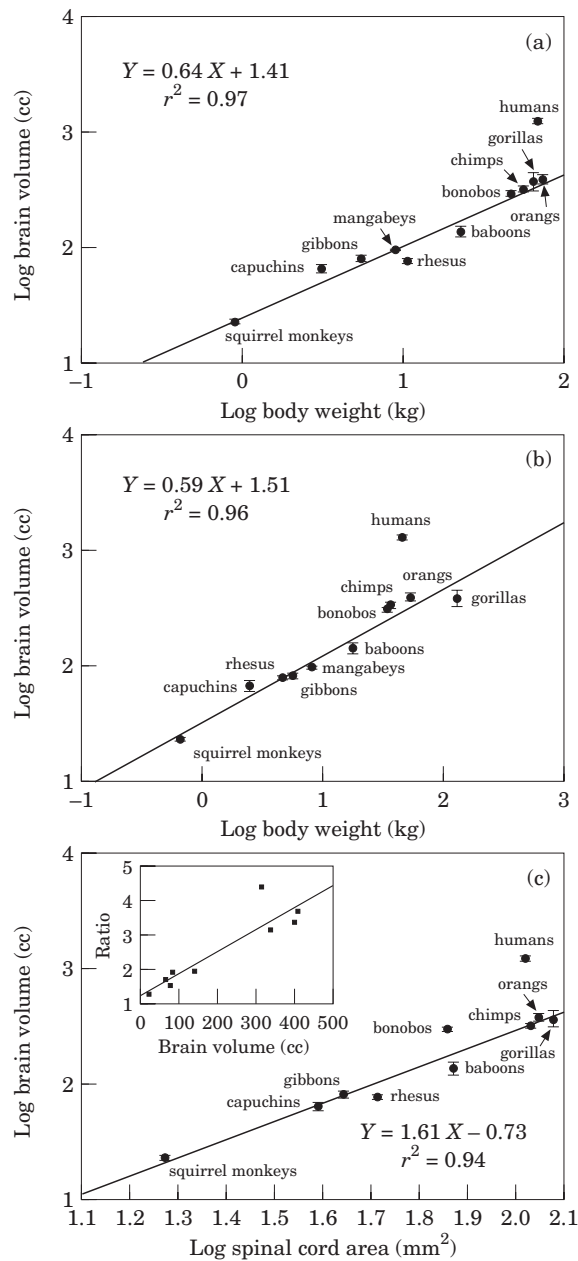 4
(a)
Y = 0.64 X + 1.41
r² = 0.97
humans
gorillas
chimps
3
bonobos
orangs
mangabeys
baboons
2
gibbons
rhesus
capuchins
squirrel monkeys
1
Log brain volume (cc)
−1 0 1 2
Log body weight (kg)
4
(b)
Y = 0.59 X + 1.51
r² = 0.96
humans
3
chimps orangs
bonobos gorillas
baboons
2
rhesus
mangabeys
capuchins gibbons
squirrel monkeys
1
Log brain volume (cc)
−1 0 1 2 3
Log body weight (kg)
4
(c)
5
4
3
2
1
Ratio
0 100 200 300 400 500
Brain volume (cc)
humans
3
orangs
chimps
bonobos
gorillas
baboons
2
gibbons
capuchins rhesus
Y = 1.61 X – 0.73
r² = 0.94
squirrel monkeys
1
Log brain volume (cc)
1.1 1.2 1.3 1.4 1.5 1.6 1.7 1.8 1.9 2.0 2.1
Log spinal cord area (mm²)